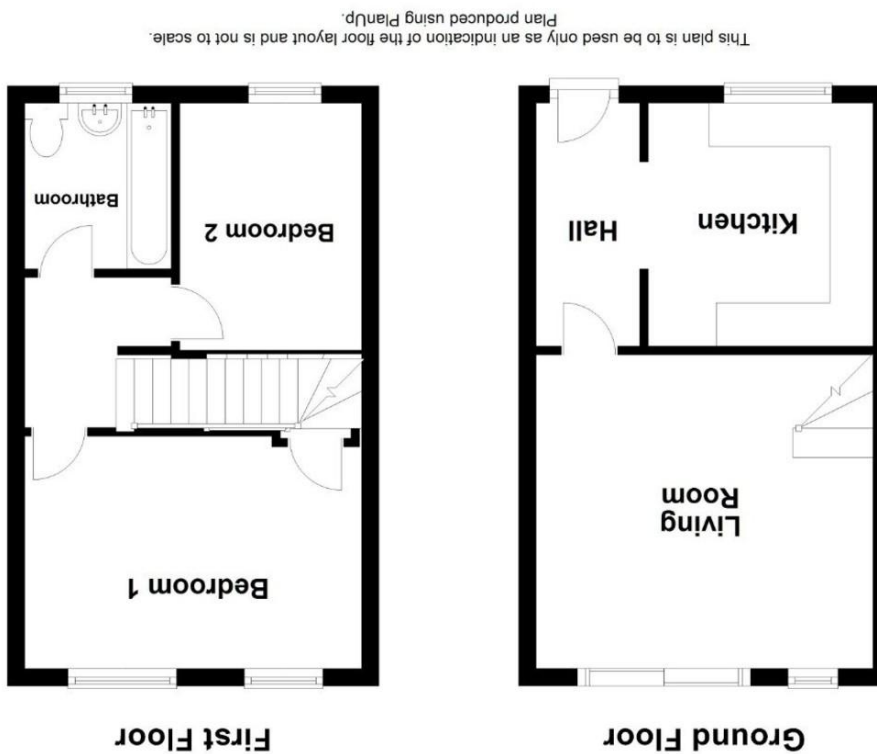 Ground Floor
Living
Room
Kitchen
Hall
First Floor
Bedroom 1
Bedroom 2
Bathroom
This plan is to be used only as an indication of the floor layout and is not to scale.
Plan produced using PlanUp.